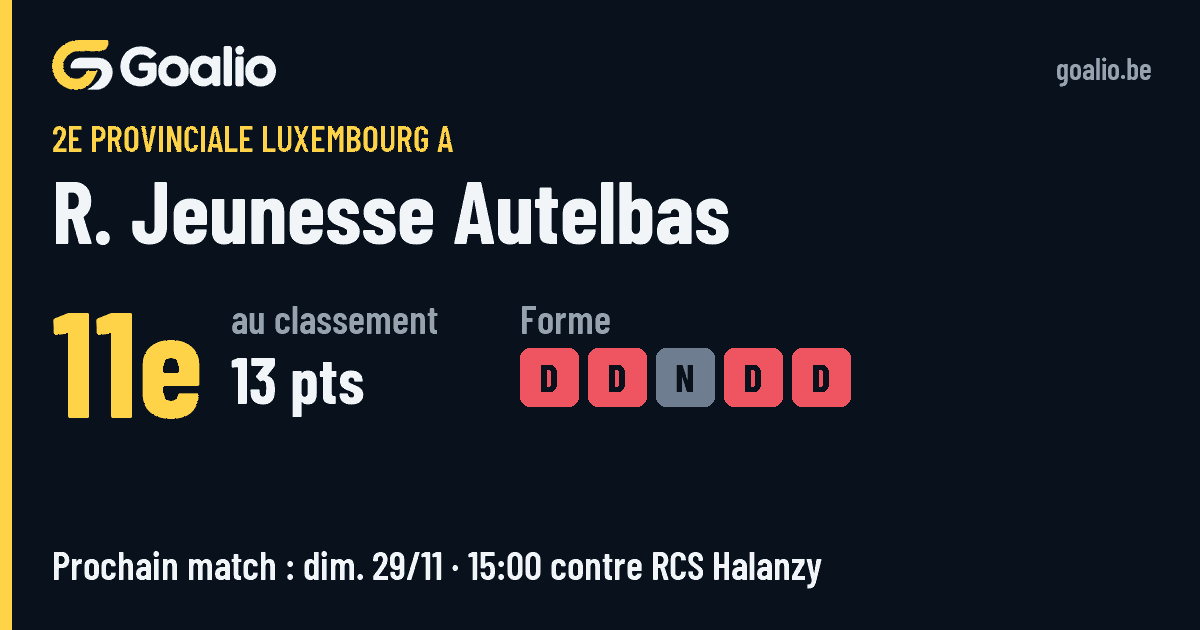 Goalio
goalio.be
2E PROVINCIALE LUXEMBOURG A
R. Jeunesse Autelbas
11e
au classement
13 pts
Forme
D D N D D
Prochain match : dim. 29/11 · 15:00 contre RCS Halanzy